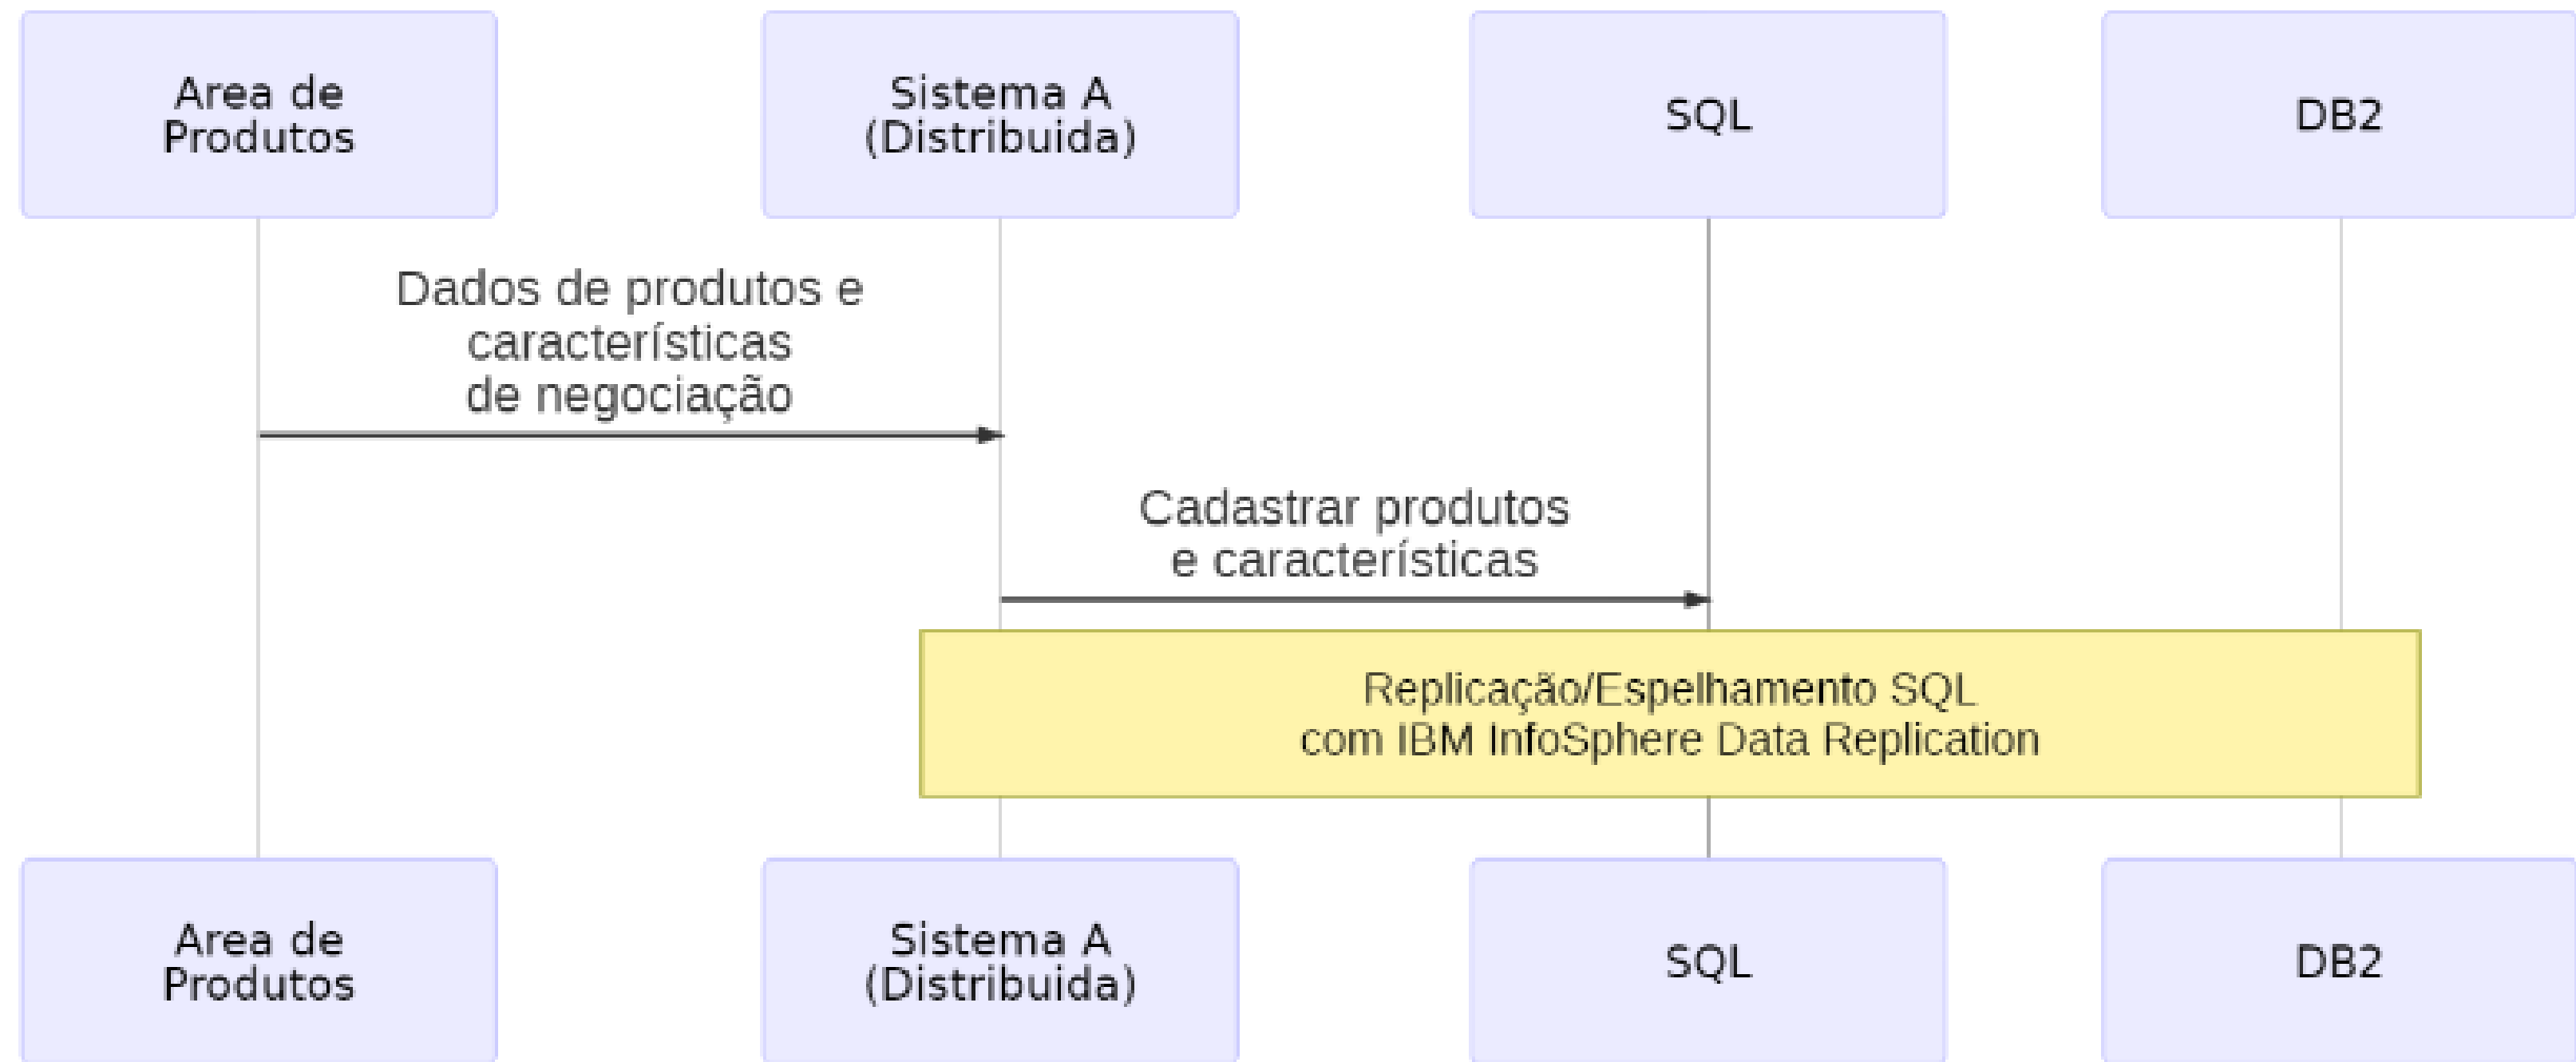 Area de
Produtos
Sistema A
(Distribuida)
SQL
DB2
Dados de produtos e
características
de negociação
Cadastrar produtos
e características
Replicação/Espelhamento SQL
com IBM InfoSphere Data Replication
Area de
Produtos
Sistema A
(Distribuida)
SQL
DB2